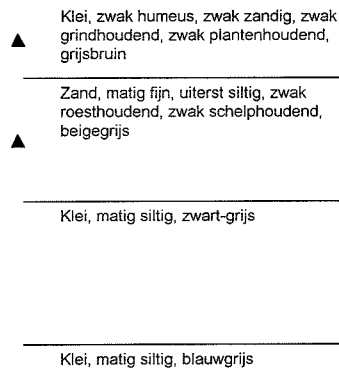 Klei, zwak humeus, zwak zandig, zwak
grindhoudend, zwak plantenhoudend,
grijsbruin
Zand, matig fijn, uiterst siltig, zwak
roesthoudend, zwak schelphoudend,
beigegrijs
Klei, matig siltig, zwart-grijs
Klei, matig siltig, blauwgrijs